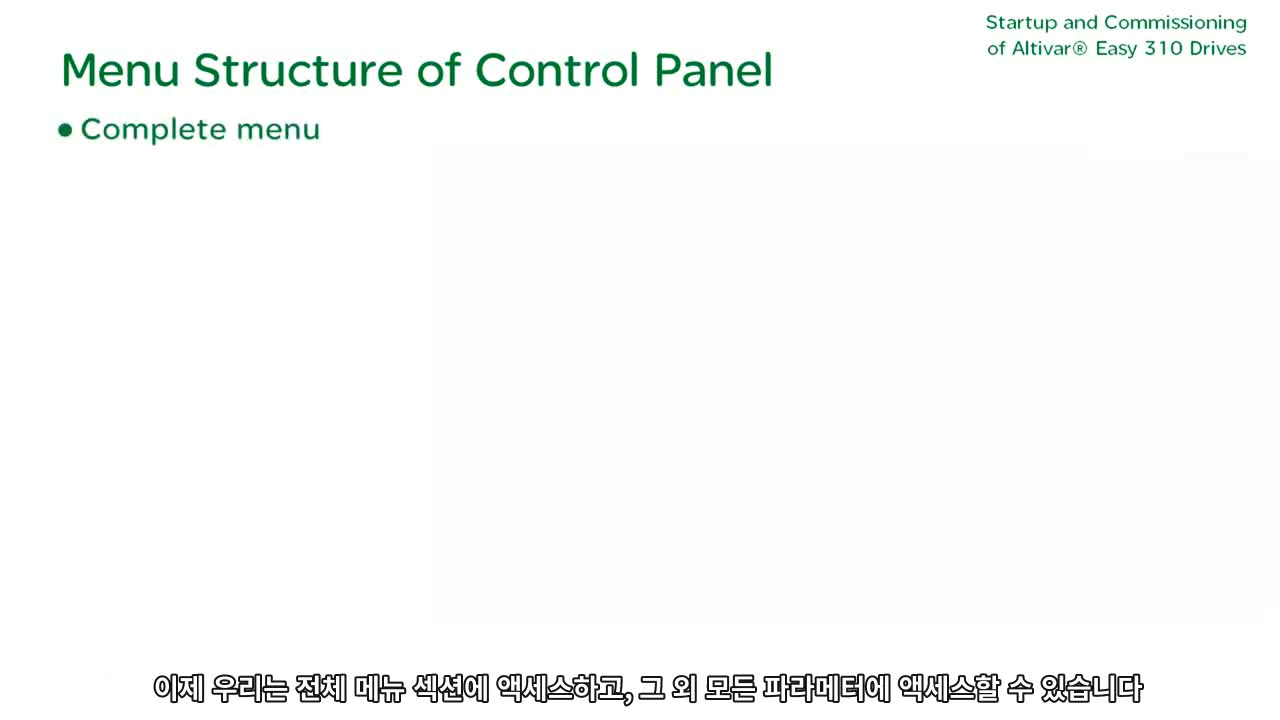 Startup and Commissioning
of Altivar® Easy 310 Drives
Menu Structure of Control Panel
• Complete menu
이제 우리는 전체 메뉴 섹션에 액세스하고, 그 외 모든 파라메터에 액세스할 수 있습니다